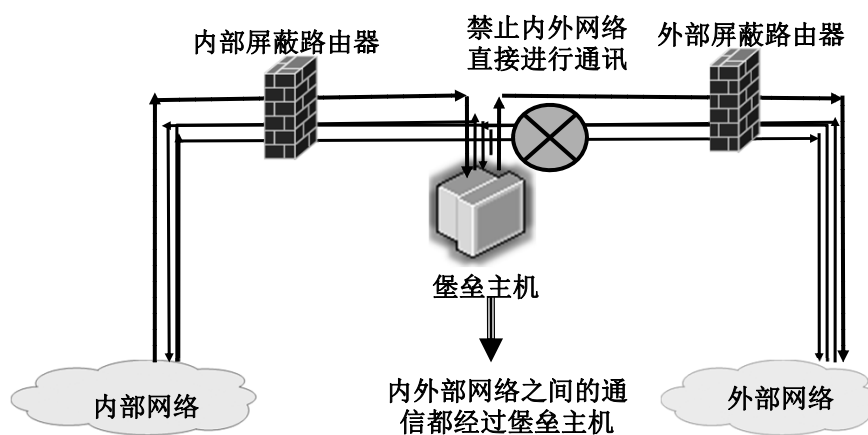 内部屏蔽路由器
禁止内外网络
直接进行通讯
外部屏蔽路由器
堡垒主机
内部网络
内外部网络之间的通
信都经过堡垒主机
外部网络